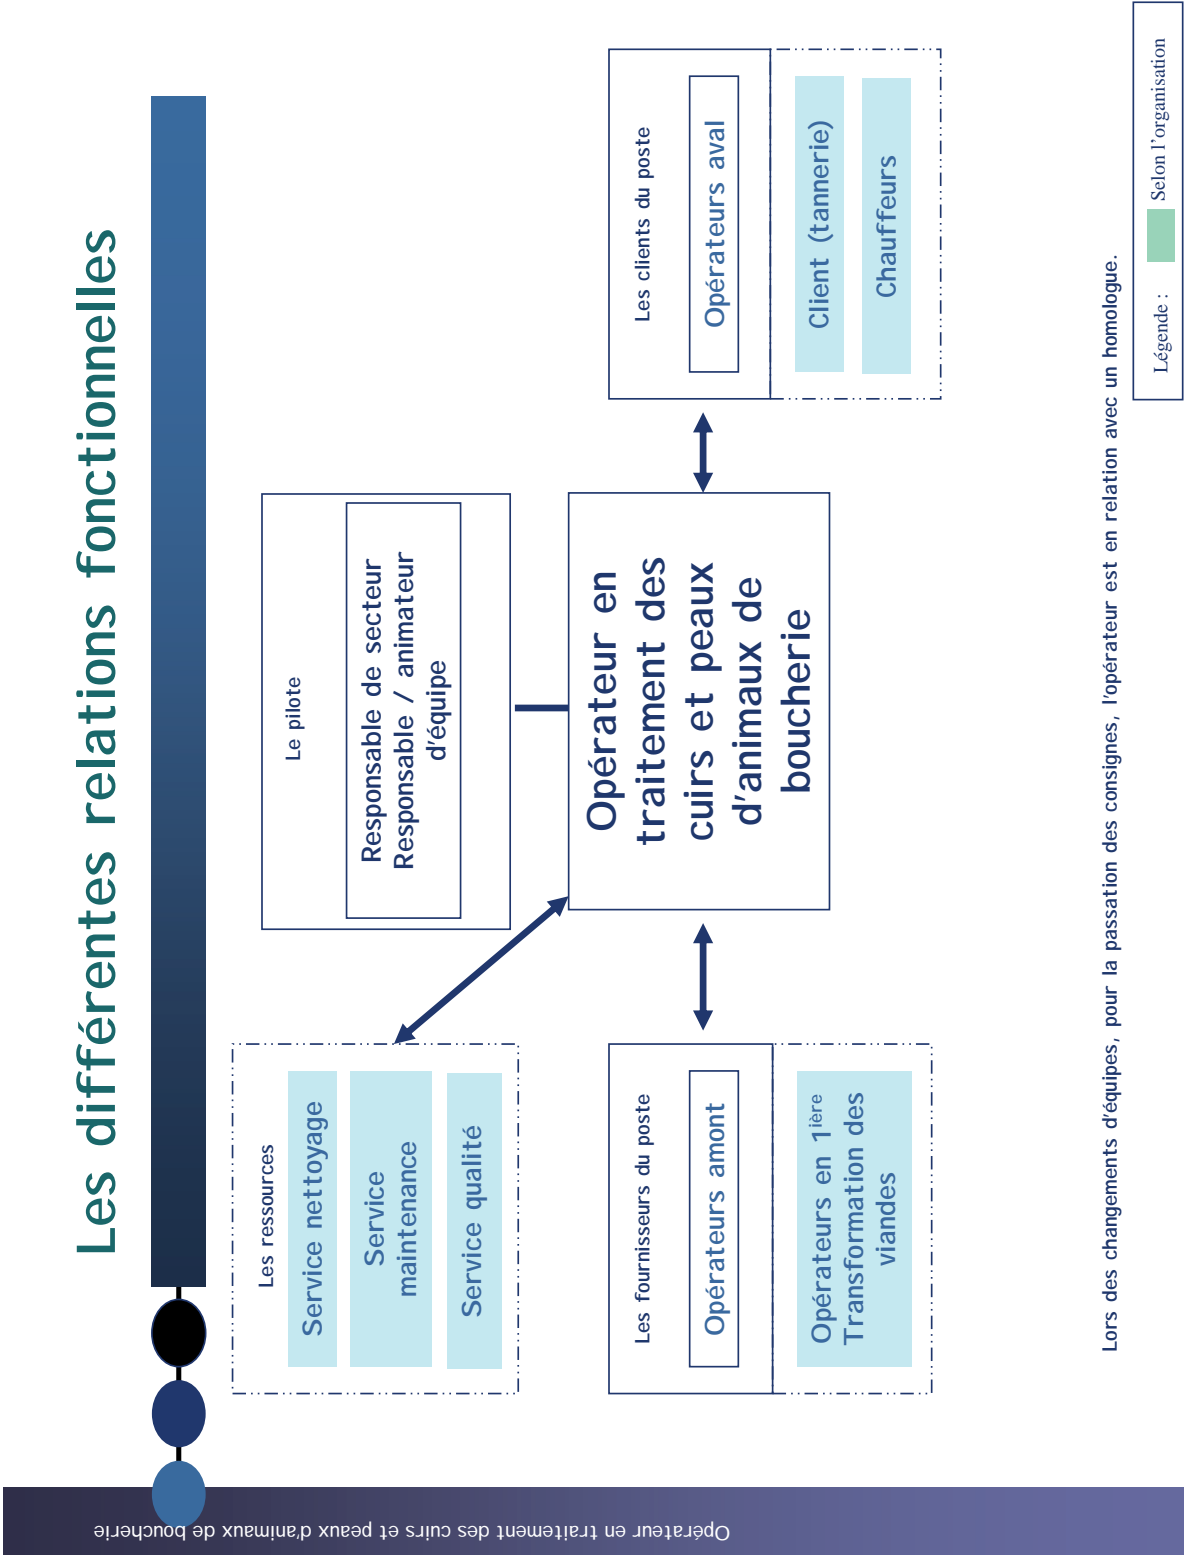 Les différentes relations fonctionnelles
Le pilote
Responsable de secteur
Responsable / animateur
d'équipe
Les ressources
Service nettoyage
Service
maintenance
Service qualité
Opérateur en
traitement des
cuirs et peaux
d'animaux de
boucherie
Les fournisseurs du poste
Opérateurs amont
Opérateurs en 1ière
Transformation des
viandes
Les clients du poste
Opérateurs aval
Client (tannerie)
Chauffeurs
Lors des changements d'équipes, pour la passation des consignes, l'opérateur est en relation avec un homologue.
Légende : Selon l'organisation
Opérateur en traitement des cuirs et peaux d'animaux de boucherie